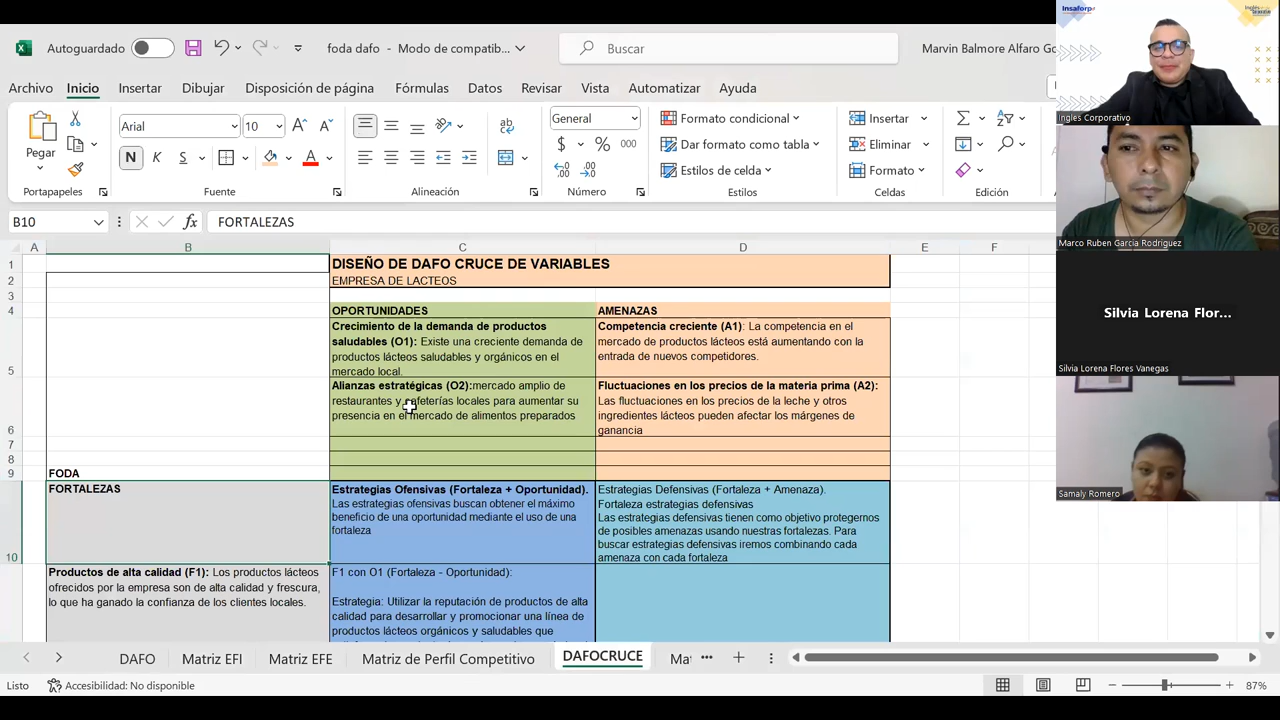 Autoguardado
foda dafo - Modo de compatib...
Buscar
Marvin Balmore Alfaro Go
Archivo Inicio Insertar Dibujar Disposición de página Fórmulas Datos Revisar Vista Automatizar Ayuda
Pegar
Arial 10
N K S
General
$ % 000
Formato condicional
Dar formato como tabla
Estilos de celda
Insertar
Eliminar
Formato
Portapapeles Fuente Alineación Número Estilos Celdas Edición
B10 fx FORTALEZAS
A B C D E F
1 DISEÑO DE DAFO CRUCE DE VARIABLES
2 EMPRESA DE LACTEOS
3
4 OPORTUNIDADES AMENAZAS
Crecimiento de la demanda de productos
saludables (O1): Existe una creciente demanda de
productos lácteos saludables y orgánicos en el
mercado local.
Competencia creciente (A1): La competencia en el
mercado de productos lácteos está aumentando con la
entrada de nuevos competidores.
5
Alianzas estratégicas (O2):mercado amplio de
restaurantes y cafeterías locales para aumentar su
presencia en el mercado de alimentos preparados
Fluctuaciones en los precios de la materia prima (A2):
Las fluctuaciones en los precios de la leche y otros
ingredientes lácteos pueden afectar los márgenes de
ganancia
6
7
8
9 FODA
FORTALEZAS
Estrategias Ofensivas (Fortaleza + Oportunidad).
Las estrategias ofensivas buscan obtener el máximo
beneficio de una oportunidad mediante el uso de una
fortaleza
Estrategias Defensivas (Fortaleza + Amenaza).
Fortaleza estrategias defensivas
Las estrategias defensivas tienen como objetivo protegernos
de posibles amenazas usando nuestras fortalezas. Para
buscar estrategias defensivas iremos combinando cada
amenaza con cada fortaleza
10
Productos de alta calidad (F1): Los productos lácteos
ofrecidos por la empresa son de alta calidad y frescura,
lo que ha ganado la confianza de los clientes locales.
F1 con O1 (Fortaleza - Oportunidad):
Estrategia: Utilizar la reputación de productos de alta
calidad para desarrollar y promocionar una línea de
productos lácteos orgánicos y saludables que
DAFO Matriz EFI Matriz EFE Matriz de Perfil Competitivo DAFOCRUCE Ma
Listo Accesibilidad: No disponible 87%
Insaforp
Ingles Corporativo
Marco Ruben Garcia Rodriguez
Silvia Lorena Flor...
Silvia Lorena Flores Vanegas
Samaly Romero